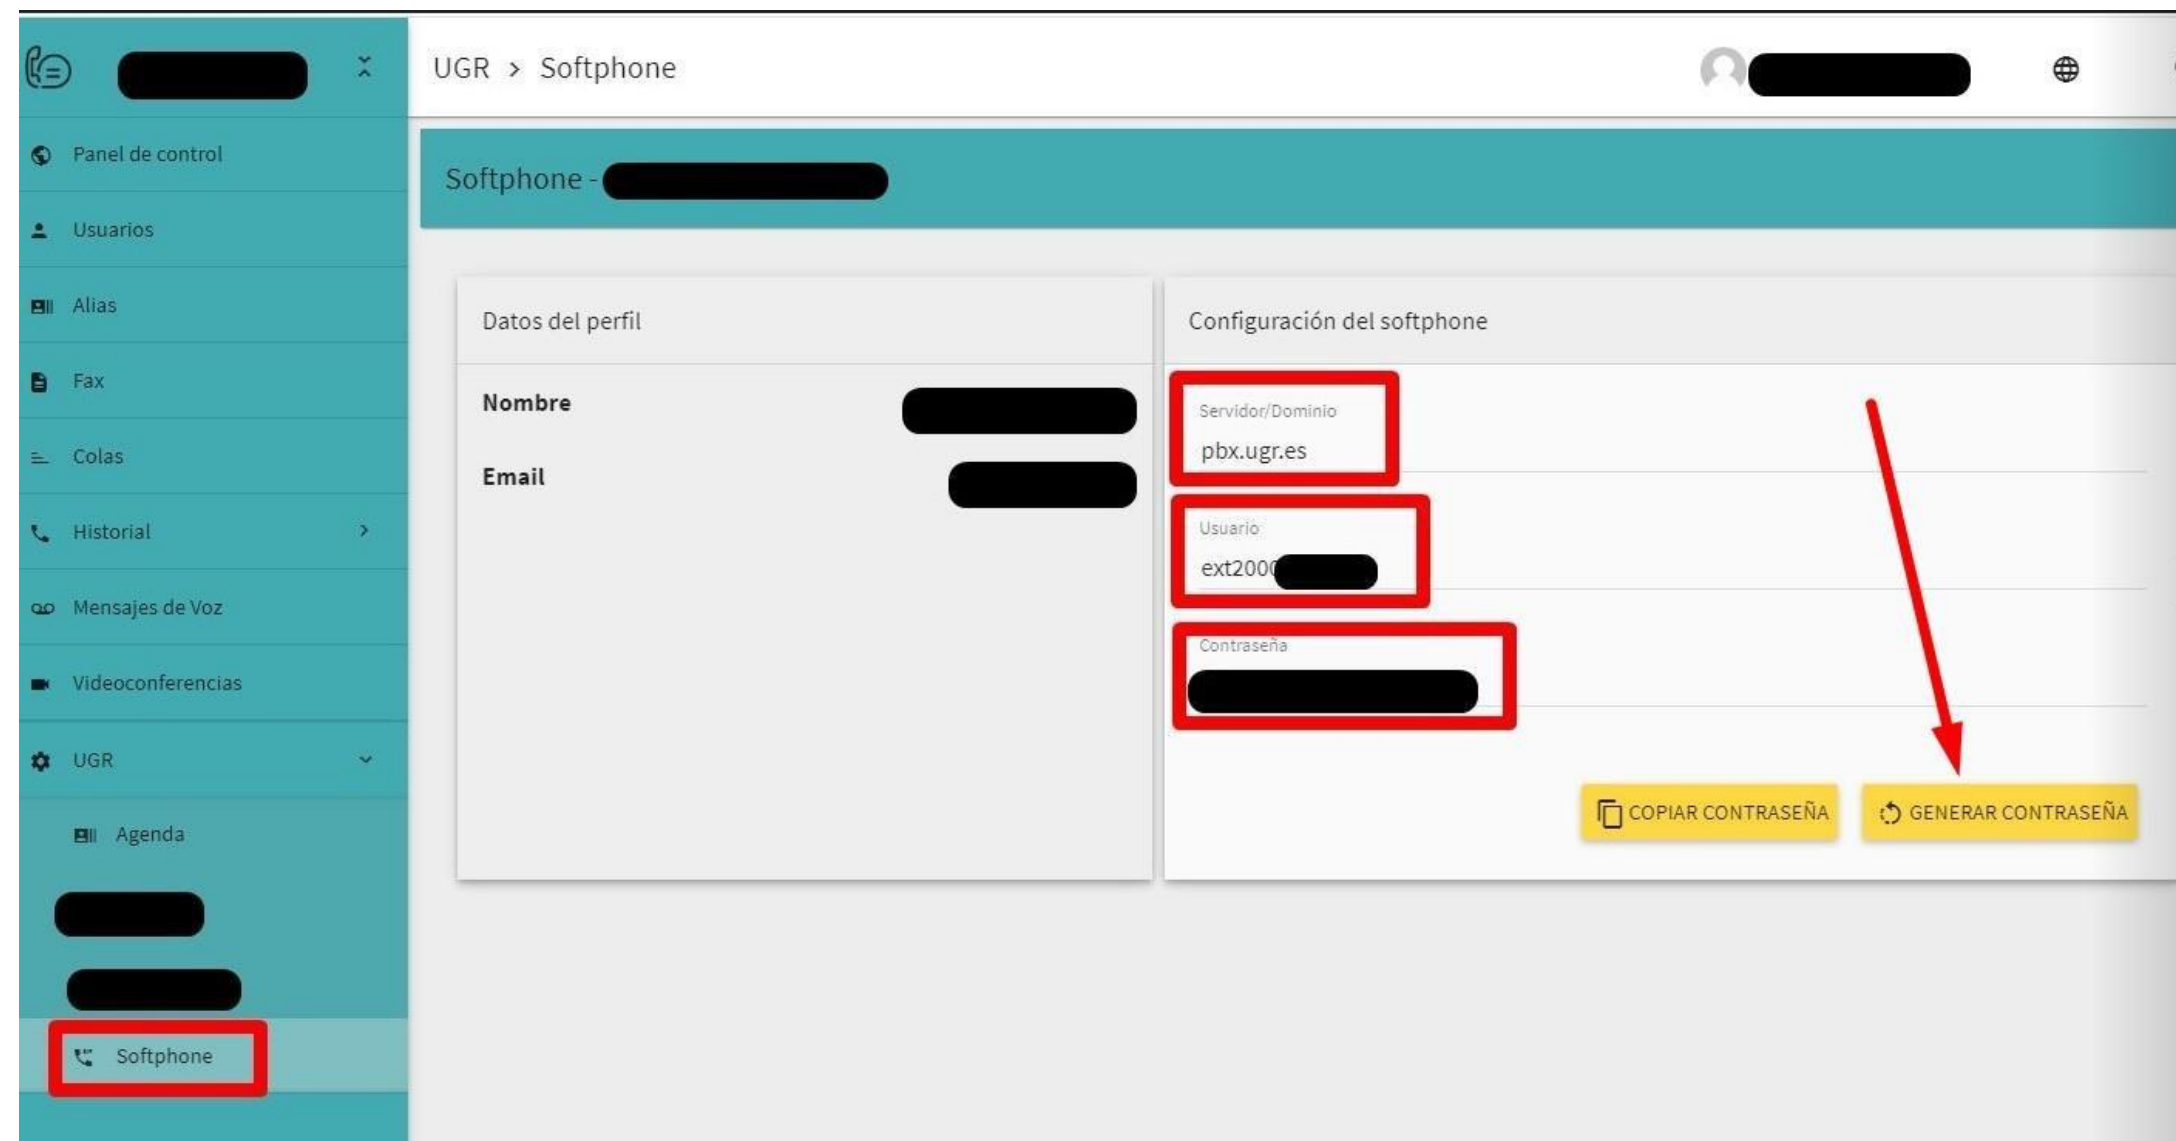 UGR > Softphone
Panel de control
Usuarios
Alias
Fax
Colas
Historial
Mensajes de Voz
Videoconferencias
UGR
Agenda
Softphone
Softphone -
Datos del perfil
Nombre
Email
Configuración del softphone
Servidor/Dominio
pbx.ugr.es
Usuario
ext200
Contraseña
COPIAR CONTRASEÑA
GENERAR CONTRASEÑA